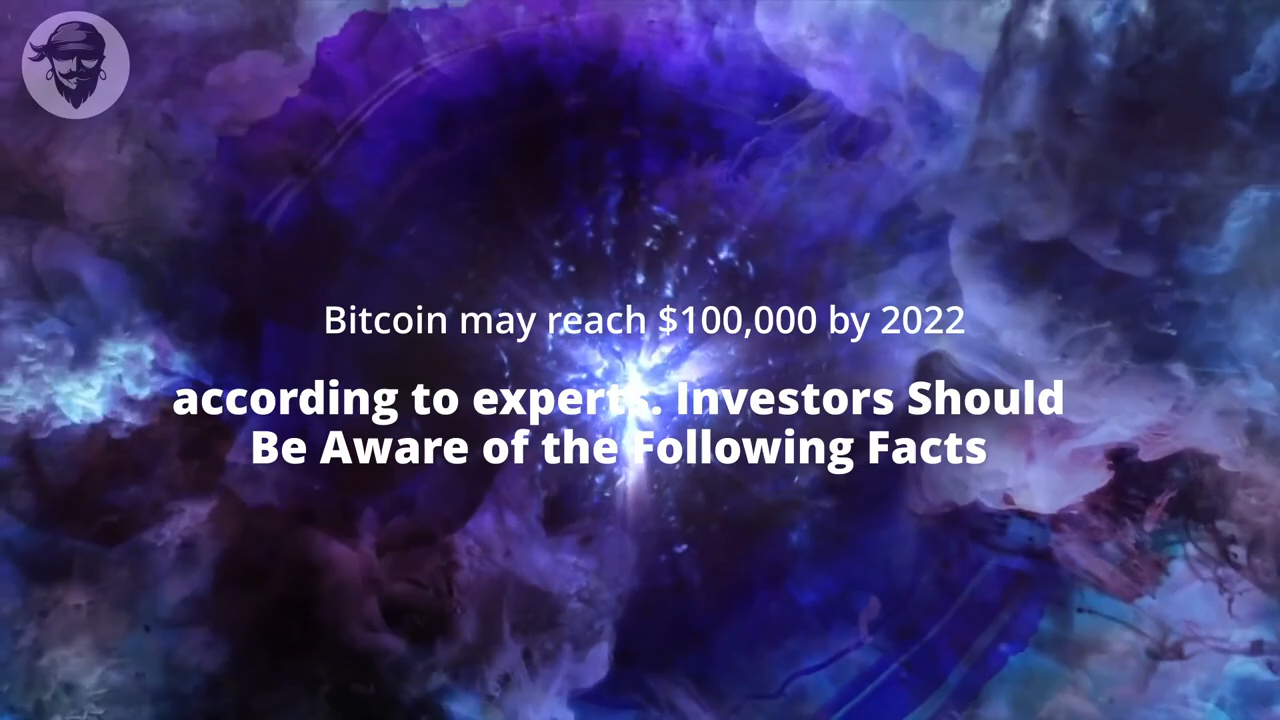 Bitcoin may reach $100,000 by 2022
according to experts. Investors Should
Be Aware of the Following Facts